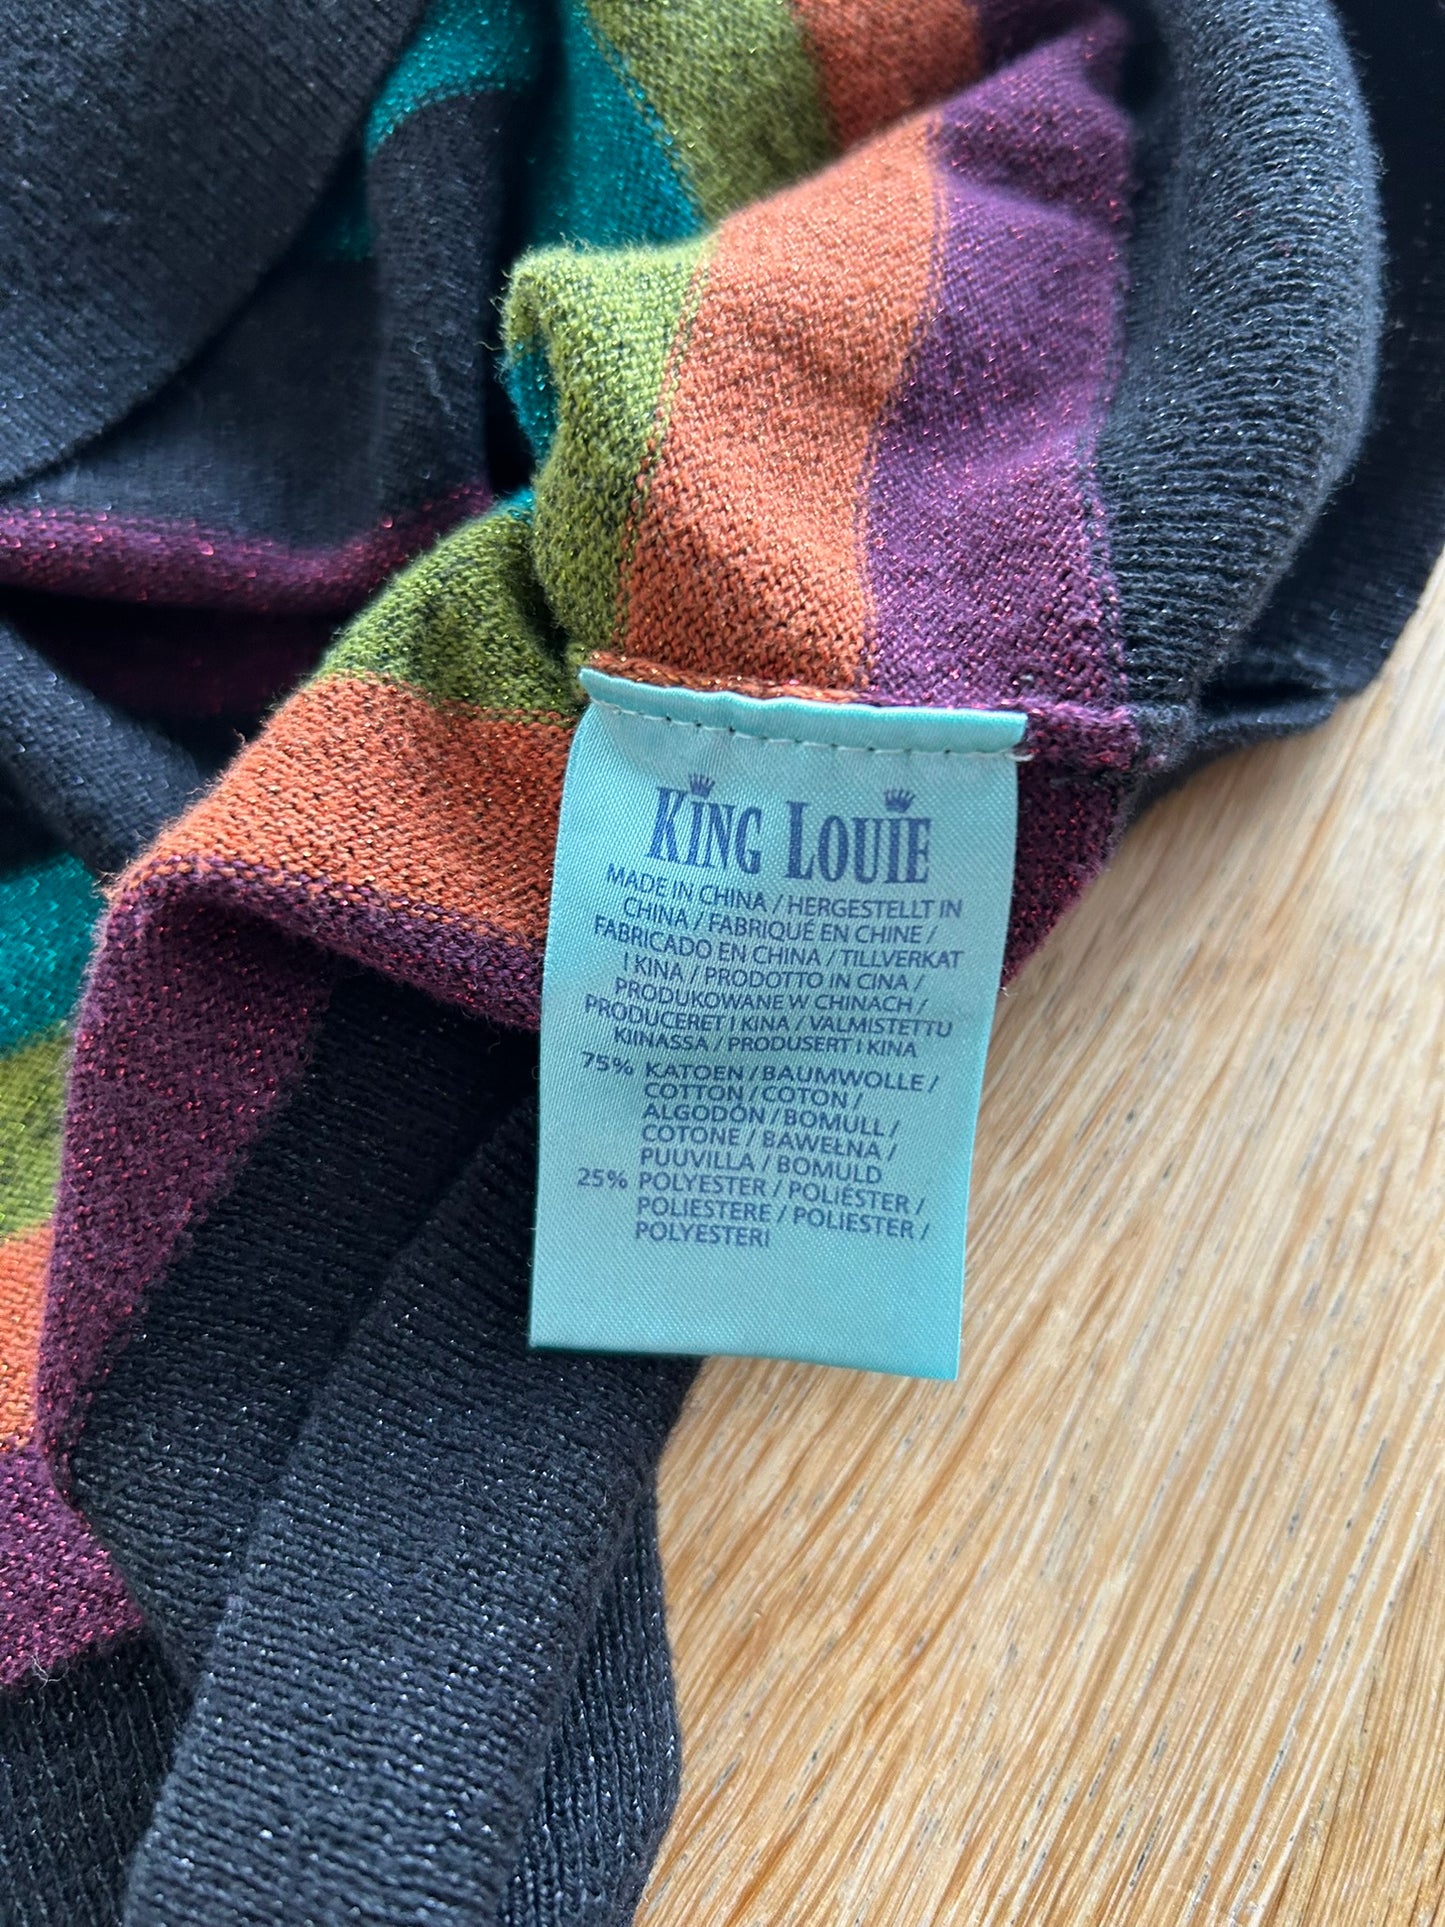 KING LOUIE
MADE IN CHINA / HERGESTELLT IN
CHINA / FABRIQUÉ EN CHINE /
FABRICADO EN CHINA / TILLVERKAT
I KINA / PRODOTTO IN CINA /
PRODUKOWANE W CHINACH /
PRODUCERET I KINA / VALMISTETTU
KIINASSA / PRODUSERT I KINA
75% KATOEN / BAUMWOLLE /
COTTON / COTON /
ALGODÓN / BOMULL /
COTONE / BAWEŁNA /
PUUVILLA / BOMULD
25% POLYESTER / POLIÉSTER /
POLIESTERE / POLIESTER /
POLYESTERI